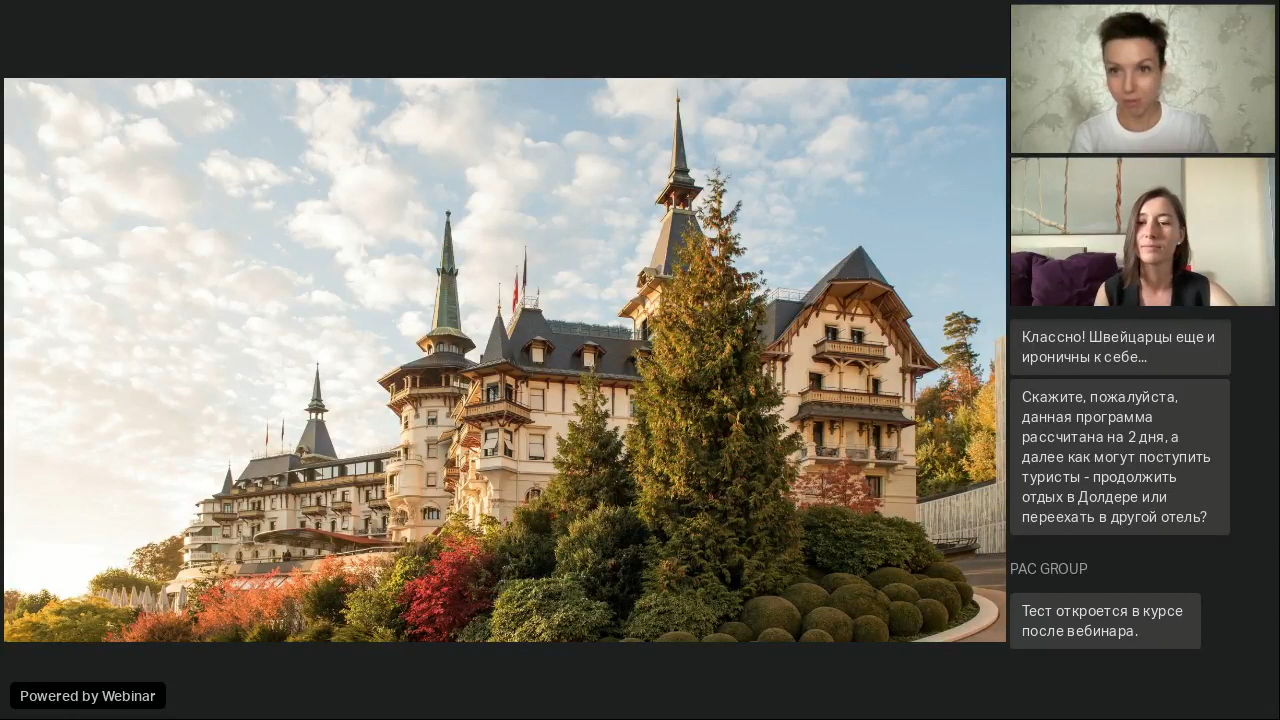 Классно! Швейцарцы еще и
ироничны к себе...
Скажите, пожалуйста,
данная программа
рассчитана на 2 дня, а
далее как могут поступить
туристы - продолжить
отдых в Долдере или
переехать в другой отель?
PAC GROUP
Тест откроется в курсе
после вебинара.
Powered by Webinar